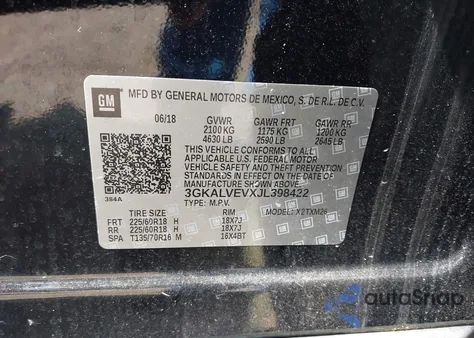 GM
MFD BY GENERAL MOTORS DE MEXICO, S. DE R.L. DE C.V.
06/18 GVWR GAWR FRT GAWR RR
2100 KG 1175 KG 1200 KG
4630 LB 2590 LB 2645 LB
THIS VEHICLE CONFORMS TO ALL
APPLICABLE U.S. FEDERAL MOTOR
VEHICLE SAFETY AND THEFT PREVENTION
STANDARDS IN EFFECT ON THE DATE OF
MANUFACTURE SHOWN ABOVE.
3GKALVEVXJL398422
384A TYPE: M.P.V. MODEL: X2TXM26
TIRE SIZE RIM
FRT 225/60R18 H 18X7J
RR 225/60R18 H 18X7J
SPA T135/70R16 M 16X4BT
autoSnap